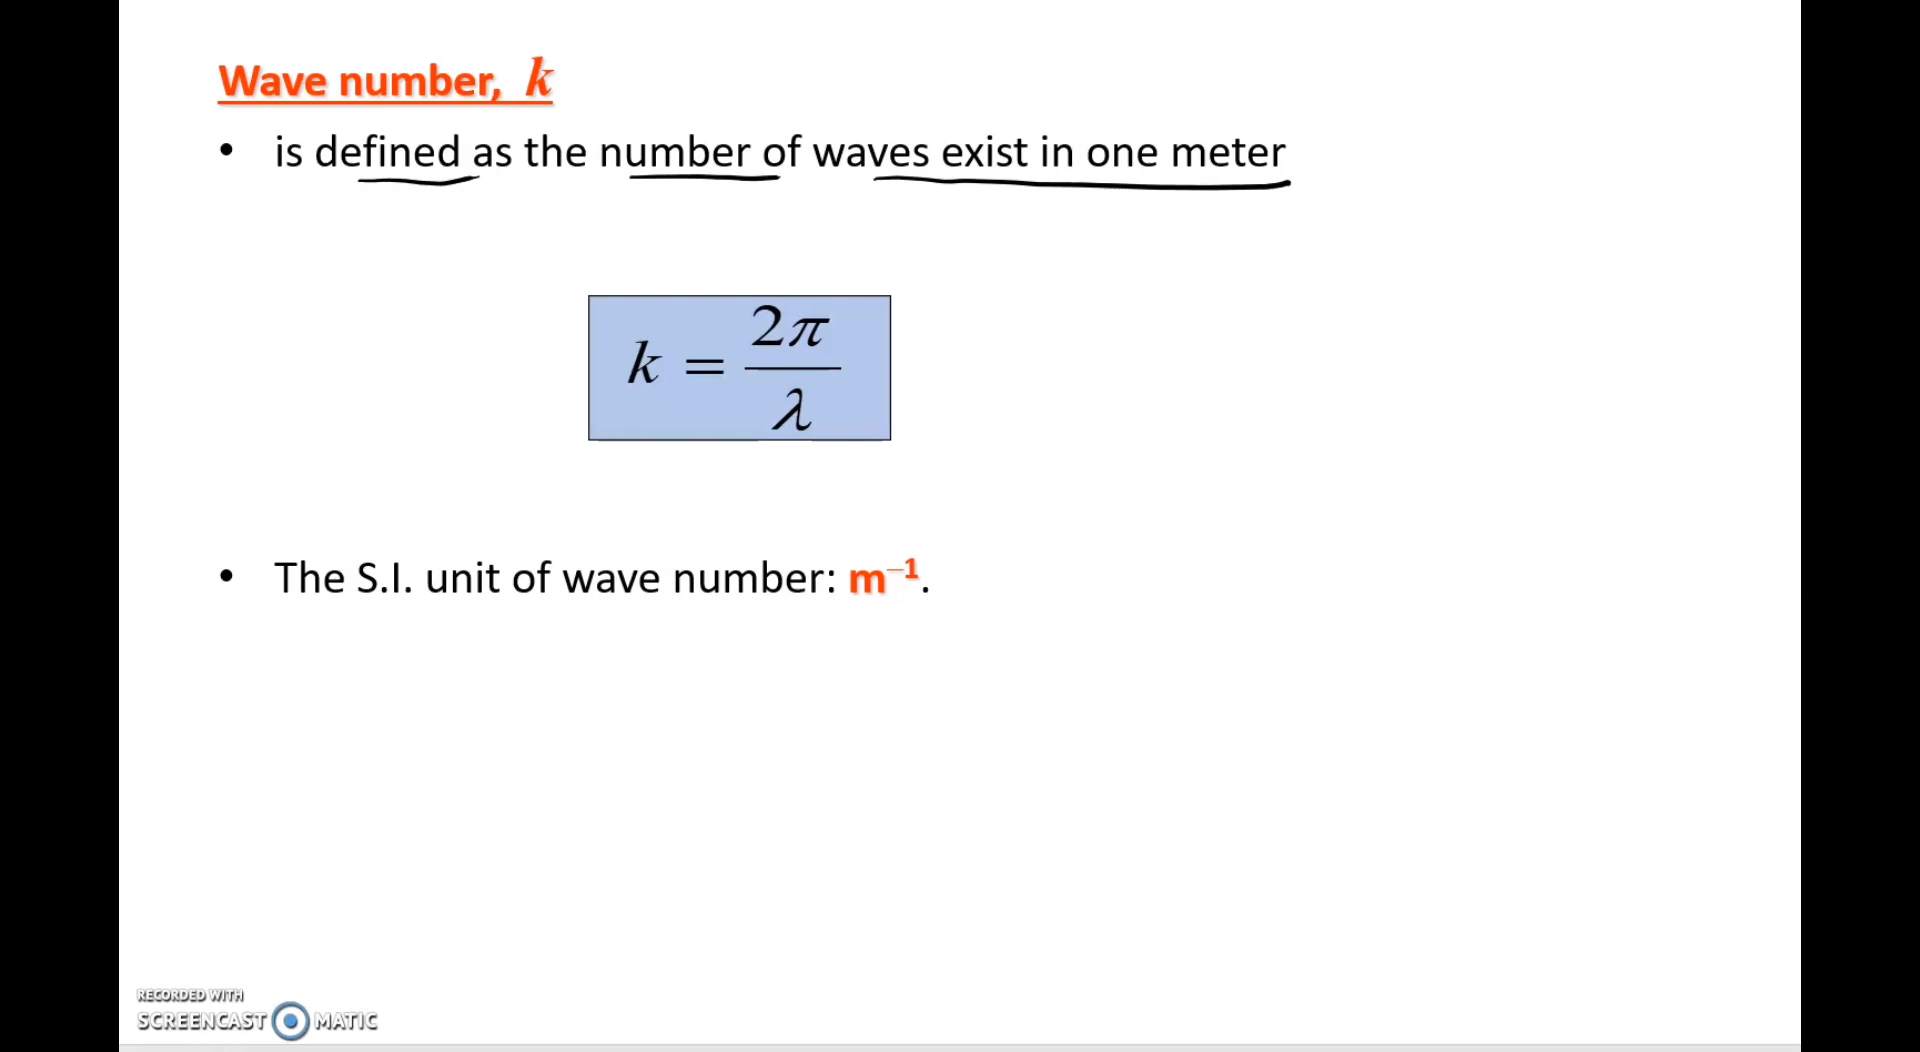 Wave number, k
• is defined as the number of waves exist in one meter
k = 2π/λ
• The S.I. unit of wave number: m⁻¹.
RECORDED WITH
SCREENCAST MATIC